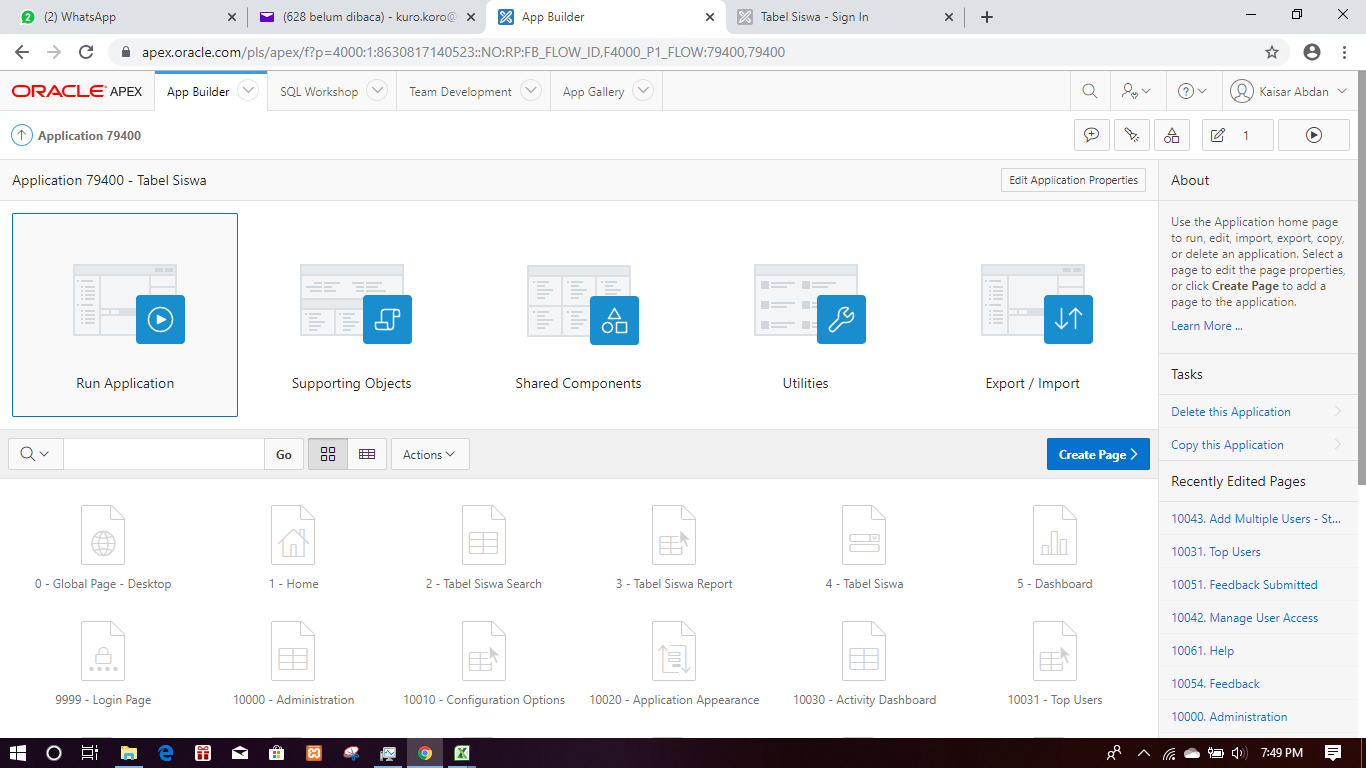 (2) WhatsApp
(628 belum dibaca) - kuro.koro@
App Builder
Tabel Siswa - Sign In
apex.oracle.com/pls/apex/f?p=4000:1:8630817140523::NO:RP:FB_FLOW_ID,F4000_P1_FLOW:79400,79400
ORACLE APEX
App Builder
SQL Workshop
Team Development
App Gallery
Kaisar Abdan
Application 79400
1
Application 79400 - Tabel Siswa
Edit Application Properties
Run Application
Supporting Objects
Shared Components
Utilities
Export / Import
Go
Actions
Create Page
0 - Global Page - Desktop
1 - Home
2 - Tabel Siswa Search
3 - Tabel Siswa Report
4 - Tabel Siswa
5 - Dashboard
9999 - Login Page
10000 - Administration
10010 - Configuration Options
10020 - Application Appearance
10030 - Activity Dashboard
10031 - Top Users
About
Use the Application home page
to run, edit, import, export, copy,
or delete an application. Select a
page to edit the page properties,
or click Create Page to add a
page to the application.
Learn More ...
Tasks
Delete this Application
Copy this Application
Recently Edited Pages
10043. Add Multiple Users - St...
10031. Top Users
10051. Feedback Submitted
10042. Manage User Access
10061. Help
10054. Feedback
10000. Administration
7:49 PM